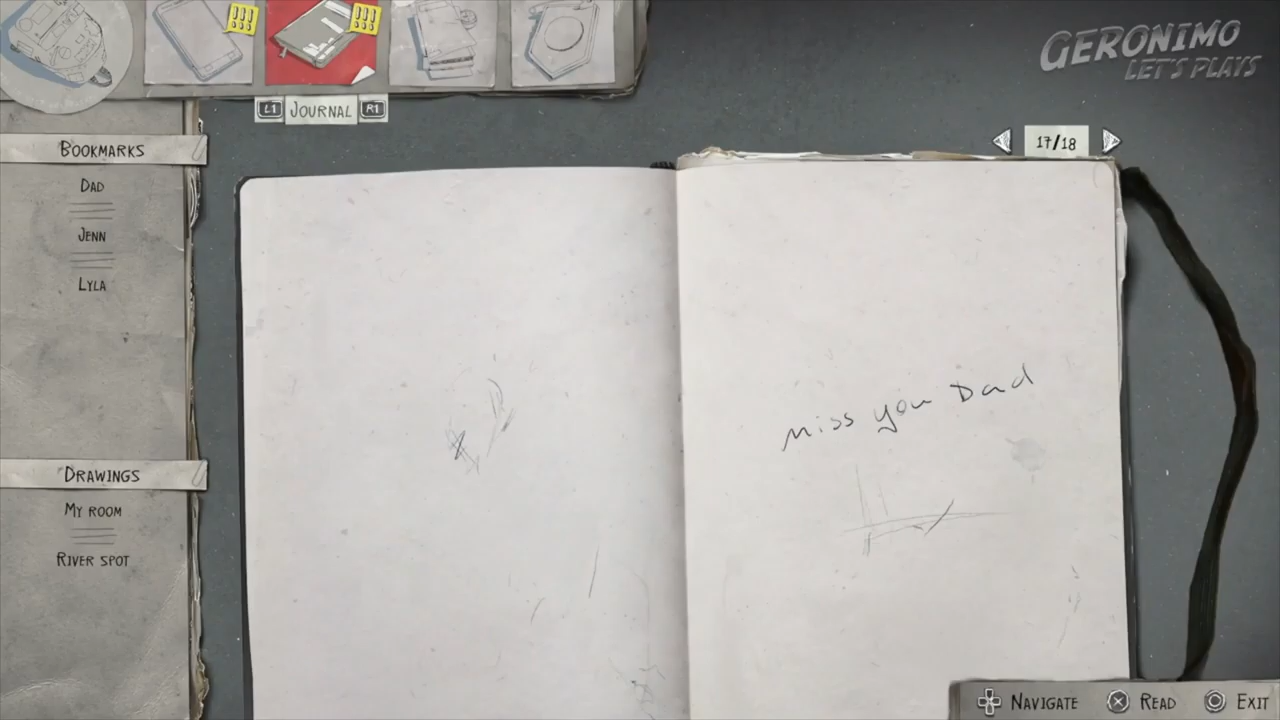 GERONIMO
LET'S PLAYS
L1 JOURNAL R1
17/18
BOOKMARKS
DAD
JENN
LYLA
DRAWINGS
MY ROOM
RIVER SPOT
Miss you Dad
NAVIGATE READ EXIT